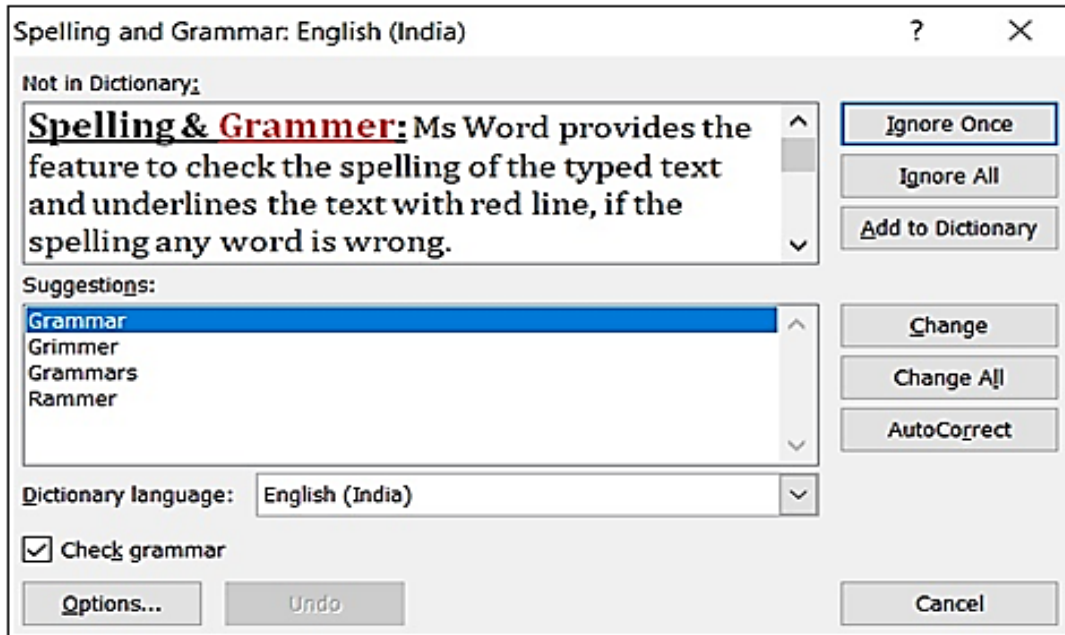 Spelling and Grammar: English (India)
? ✕
Not in Dictionary:
Spelling & Grammer: Ms Word provides the
feature to check the spelling of the typed text
and underlines the text with red line, if the
spelling any word is wrong.
Ignore Once
Ignore All
Add to Dictionary
Suggestions:
Grammar
Grimmer
Grammars
Rammer
Change
Change All
AutoCorrect
Dictionary language: English (India)
Check grammar
Options... Undo Cancel